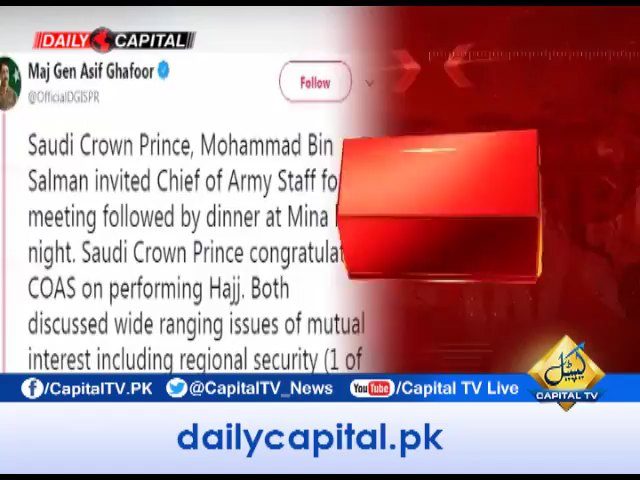 DAILY CAPITAL
Maj Gen Asif Ghafoor
@OfficialDGISPR
Follow
Saudi Crown Prince, Mohammad Bin
Salman invited Chief of Army Staff fo
meeting followed by dinner at Mina
night. Saudi Crown Prince congratulat
COAS on performing Hajj. Both
discussed wide ranging issues of mutual
interest including regional security (1 of
/CapitalTV.PK
@CapitalTV_News
YouTube /Capital TV Live
کیپیٹل
CAPITAL TV
dailycapital.pk